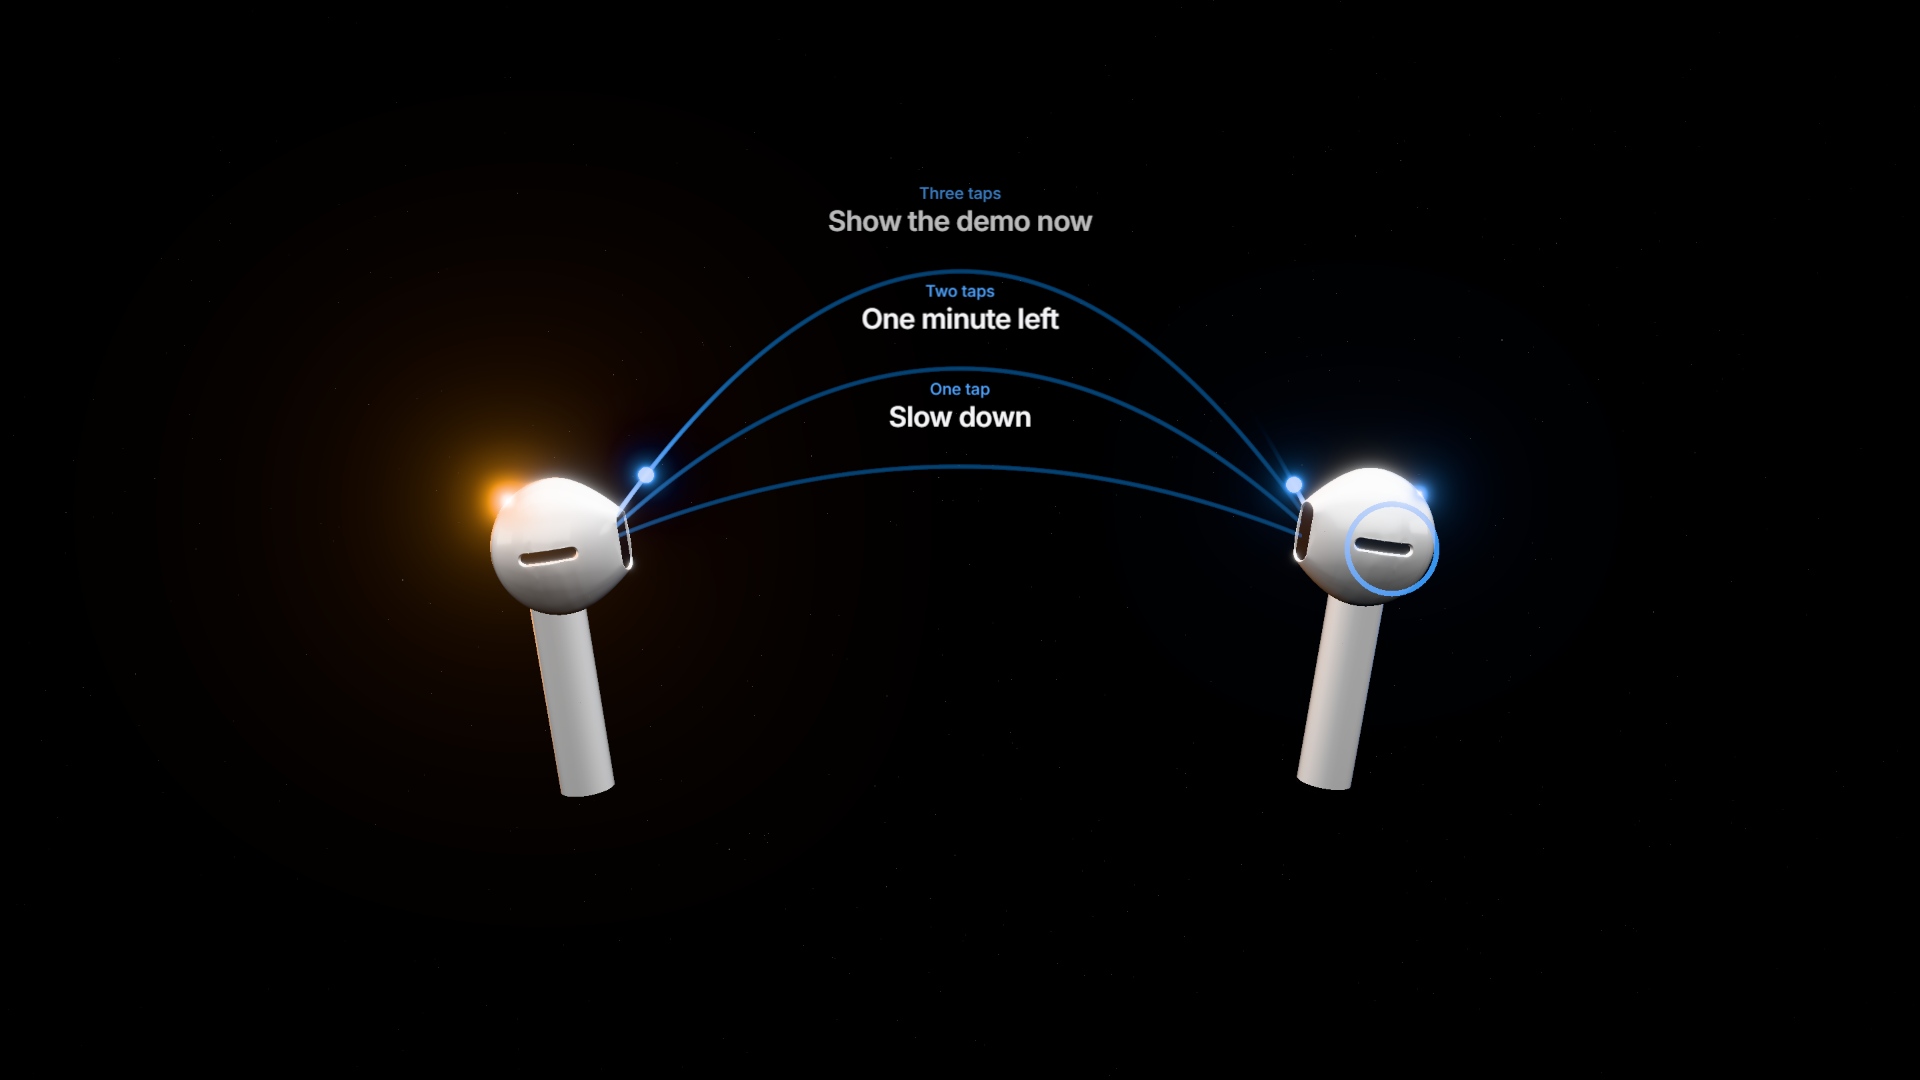 Three taps
Show the demo now
Two taps
One minute left
One tap
Slow down